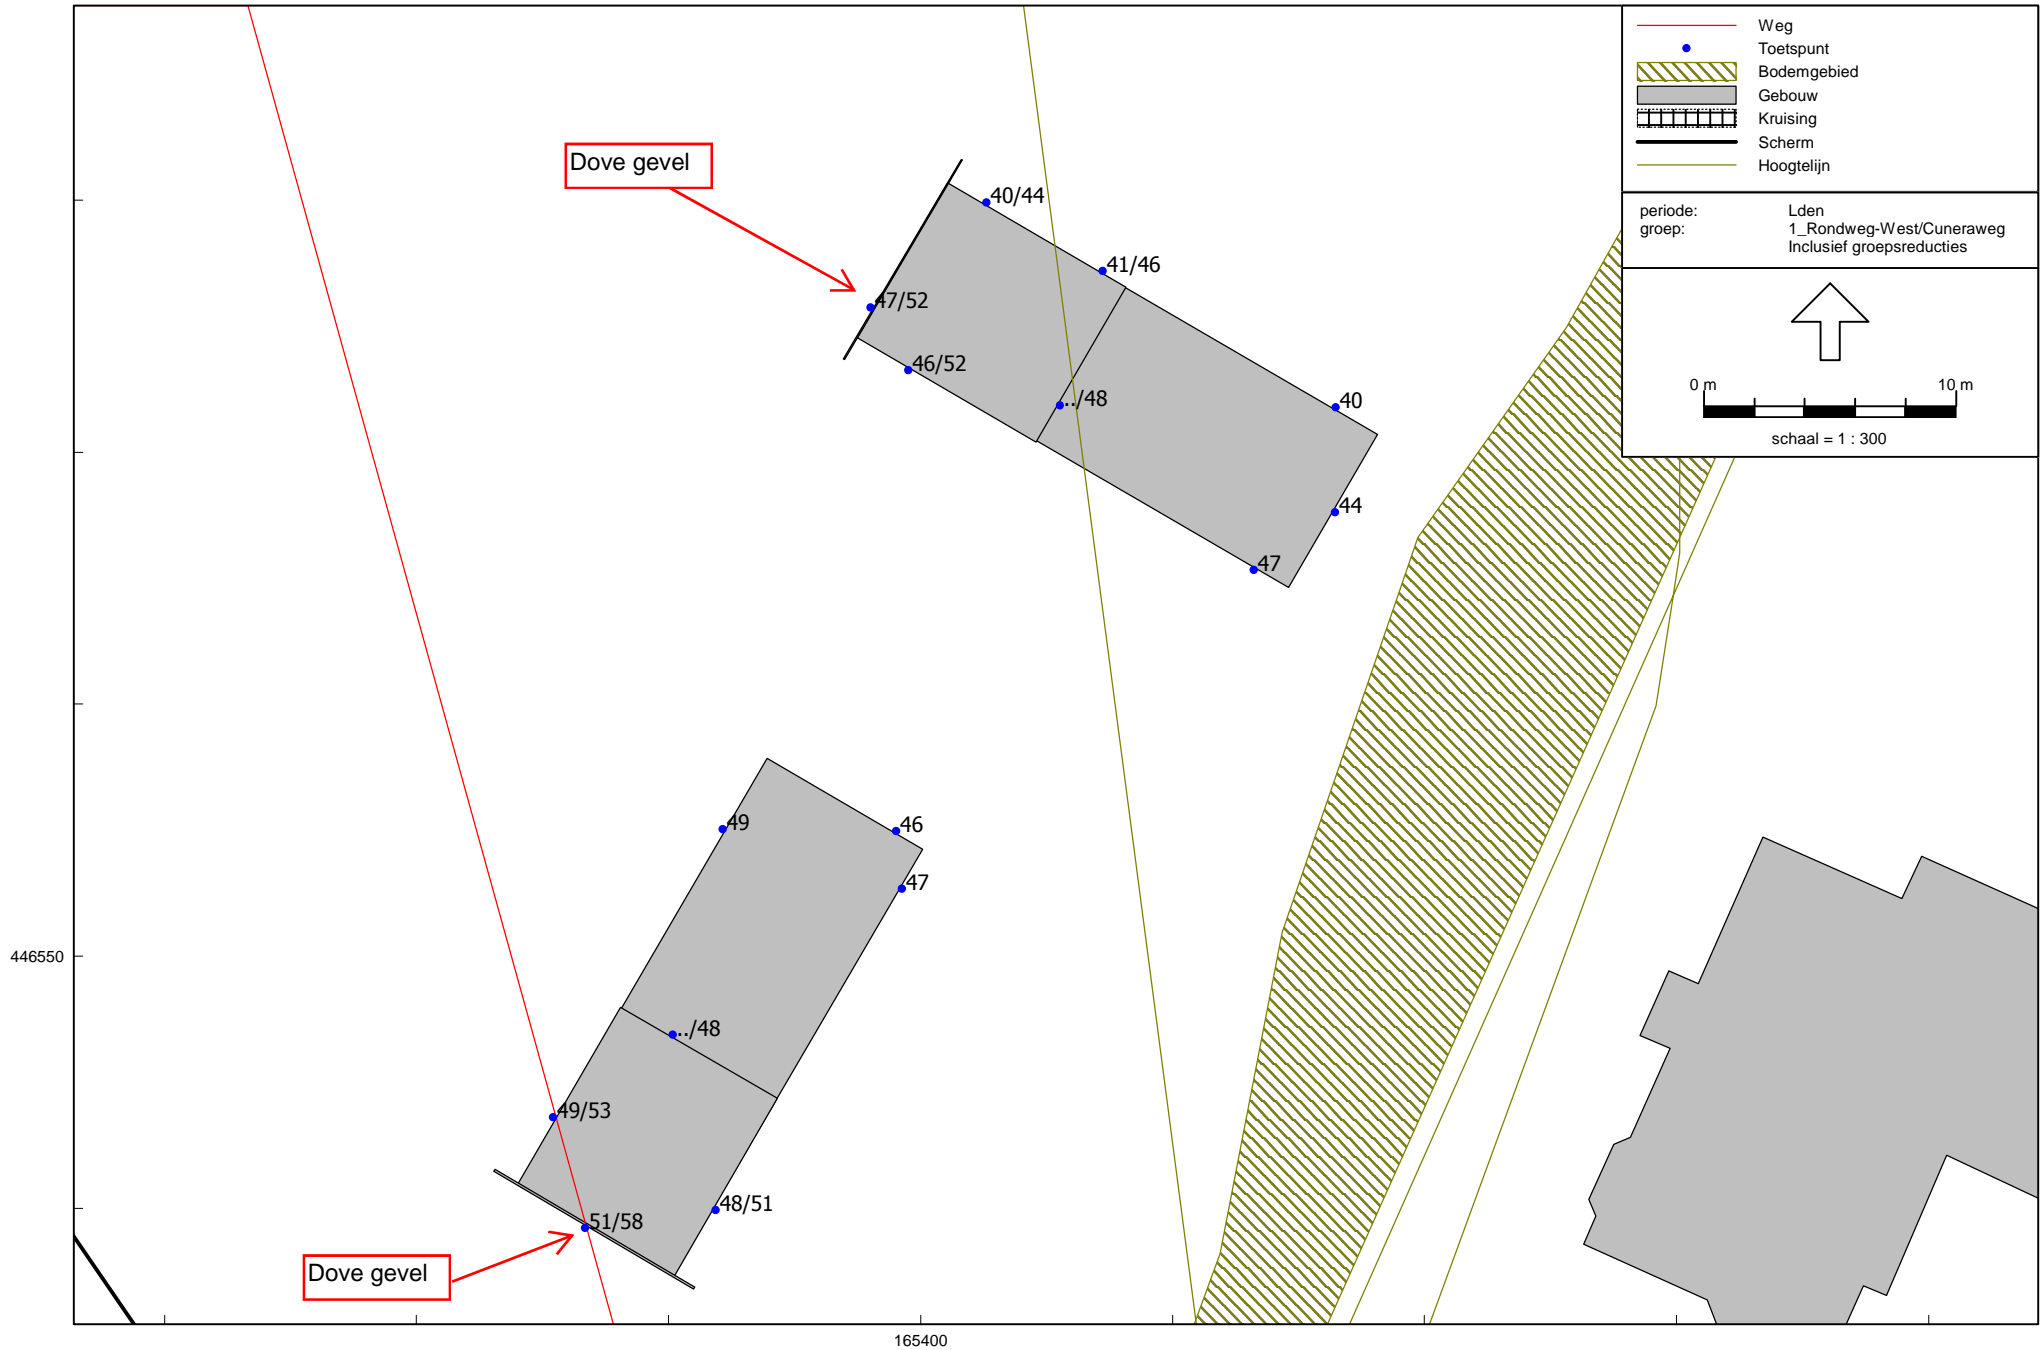 Weg
Toetspunt
Bodemgebied
Gebouw
Kruising
Scherm
Hoogtelijn
periode: Lden
groep: 1_Rondweg-West/Cuneraweg
Inclusief groepsreducties
0 m 10 m
schaal = 1 : 300
Dove gevel
40/44
41/46
47/52
46/52
../48
40
44
47
49
46
47
../48
49/53
48/51
51/58
Dove gevel
446550
165400